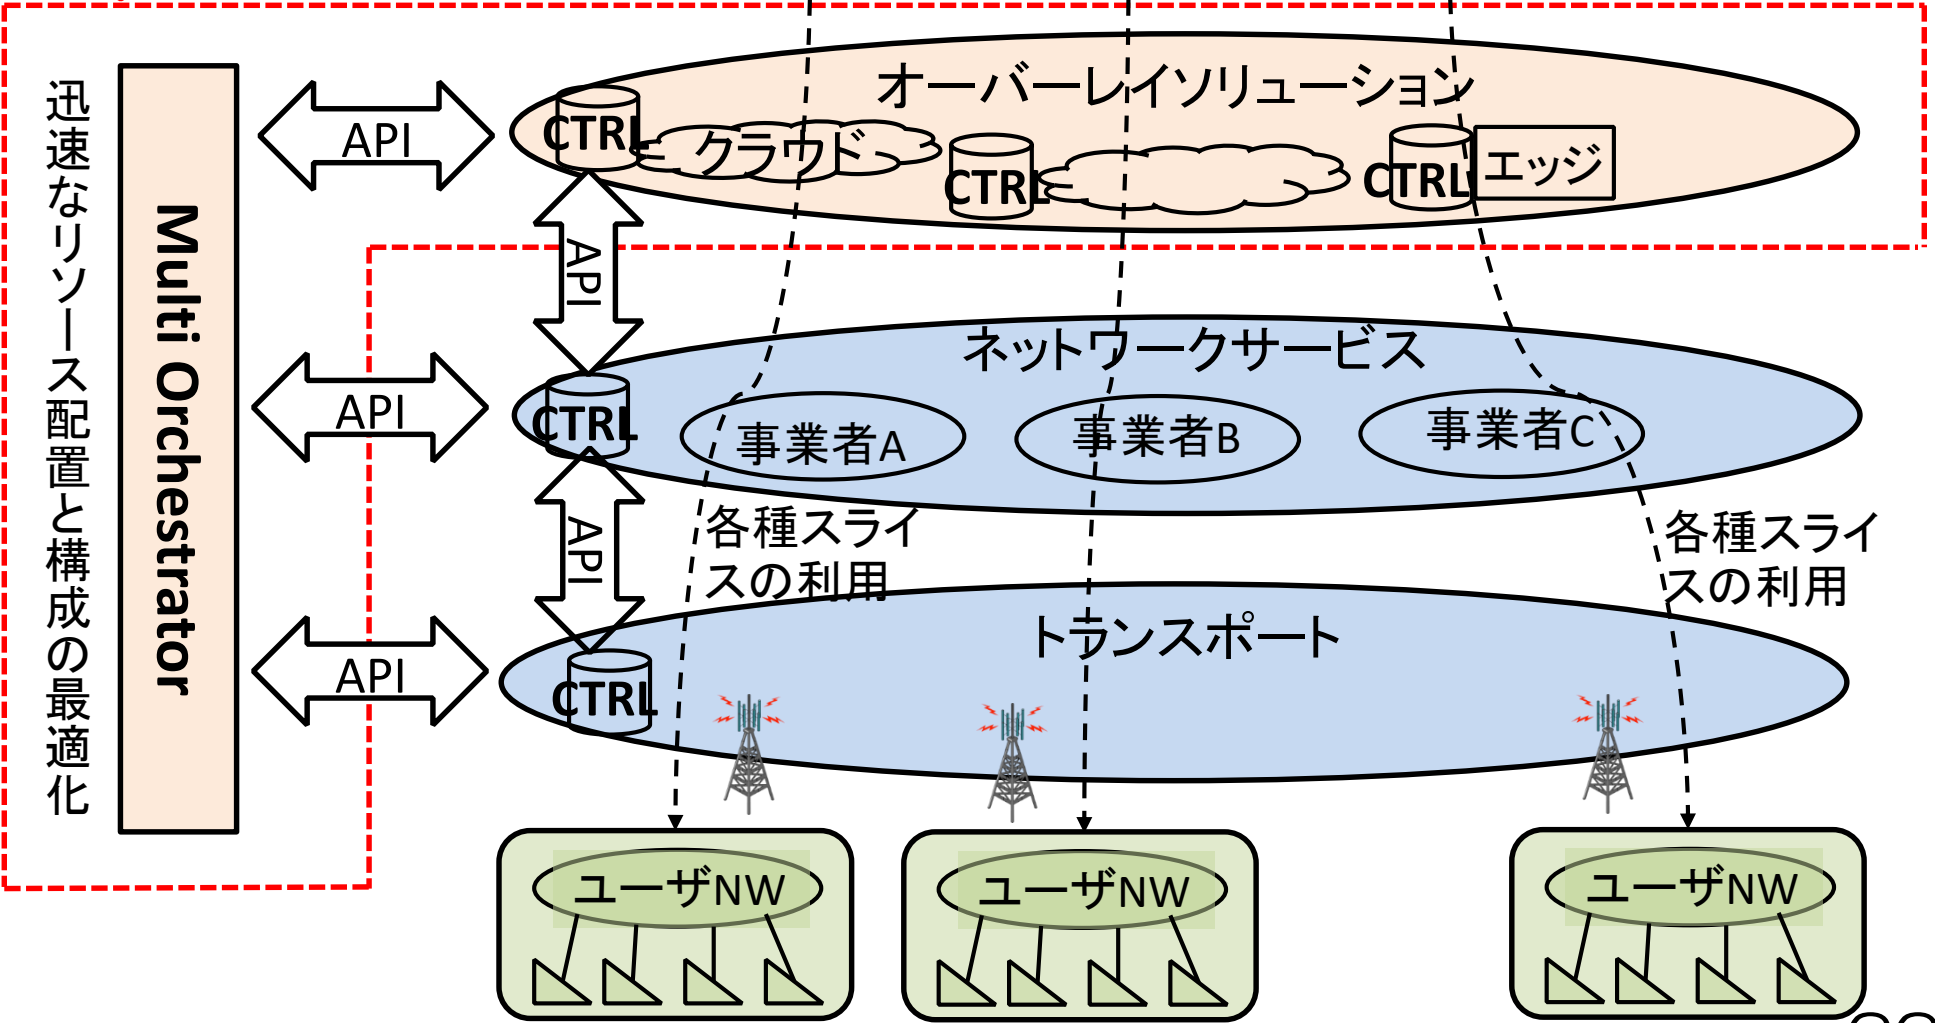 迅速なリソース配置と構成の最適化
Multi Orchestrator
オーバーレイソリューション
API
CTRL
クラウド
CTRL
CTRL
エッジ
API
ネットワークサービス
API
CTRL
事業者A
事業者B
事業者C
API
各種スライ
スの利用
各種スライ
スの利用
トランスポート
API
CTRL
ユーザNW
ユーザNW
ユーザNW